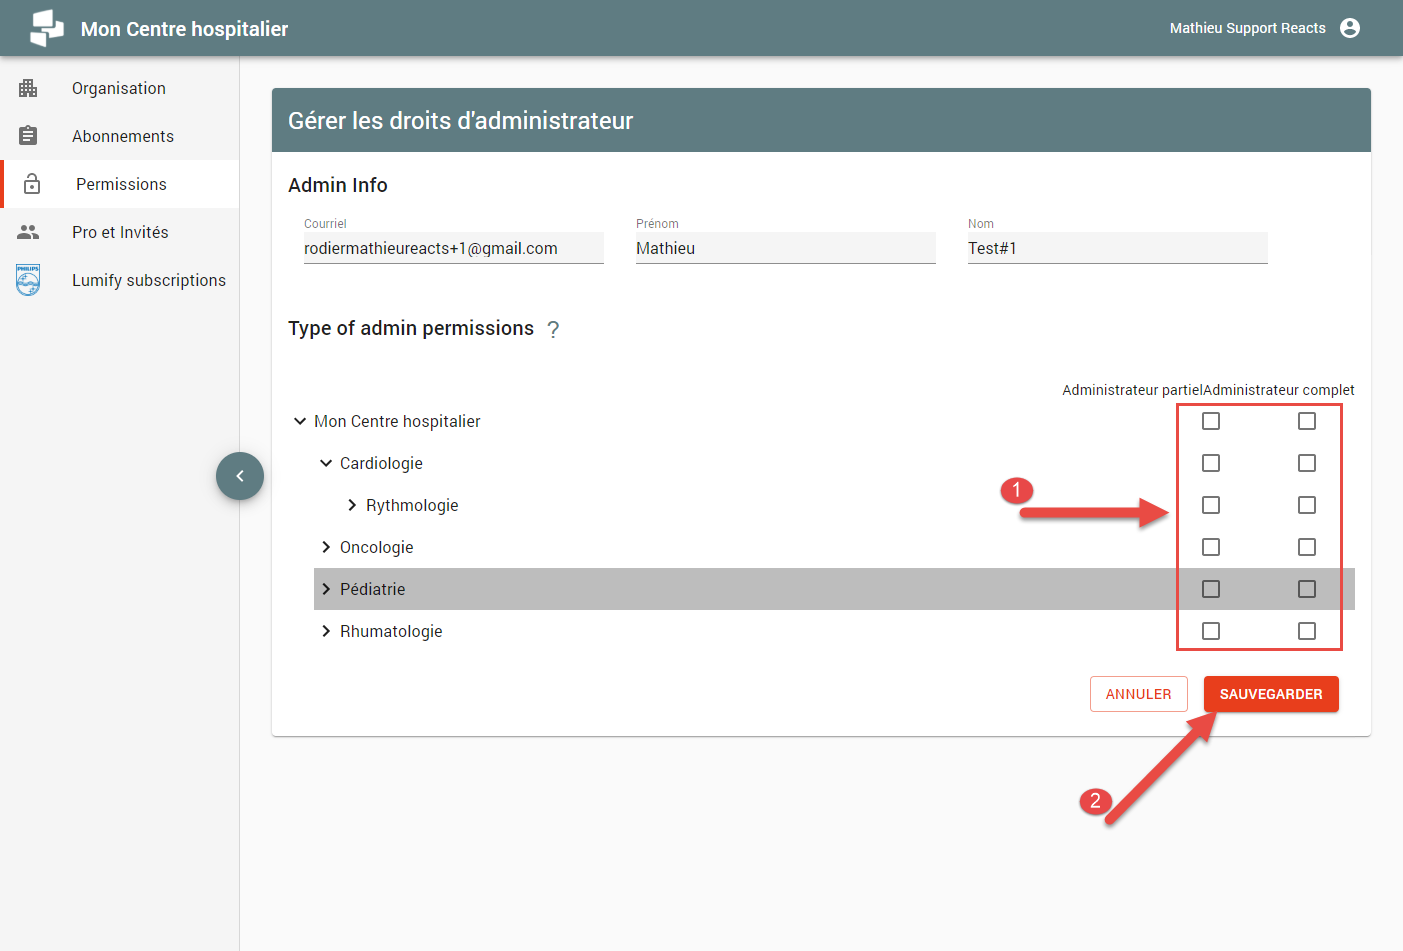 Mon Centre hospitalier
Mathieu Support Reacts
Organisation
Abonnements
Permissions
Pro et Invités
PHILIPS
Lumify subscriptions
Gérer les droits d'administrateur
Admin Info
Courriel
Prénom
Nom
rodiermathieureacts+1@gmail.com
Mathieu
Test#1
Type of admin permissions ?
Administrateur partielAdministrateur complet
Mon Centre hospitalier
Cardiologie
1
Rythmologie
Oncologie
Pédiatrie
Rhumatologie
ANNULER
SAUVEGARDER
2